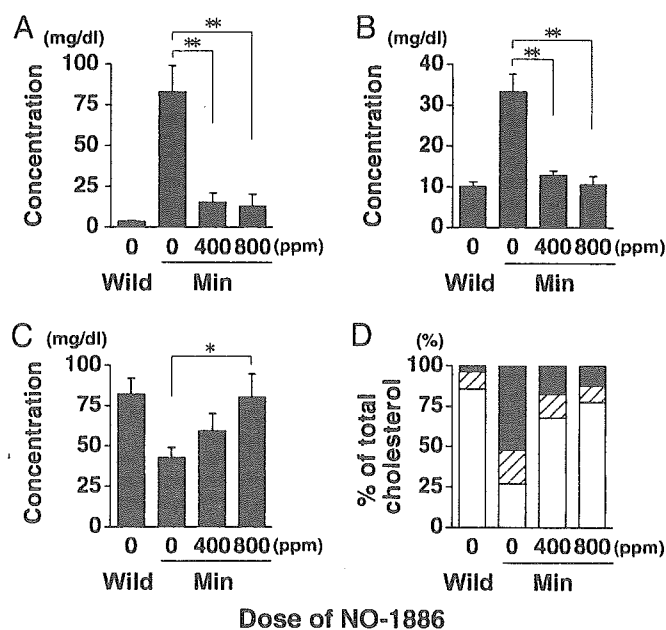 A (mg/dl) ** **
100
75
50
25
0
Concentration
0 0 400 800 (ppm)
Wild Min
B (mg/dl) ** **
40
30
20
10
0
Concentration
0 0 400 800 (ppm)
Wild Min
C (mg/dl) *
100
75
50
25
0
Concentration
0 0 400 800 (ppm)
Wild Min
D (%)
100
75
50
25
0
% of total
cholesterol
0 0 400 800 (ppm)
Wild Min
Dose of NO-1886